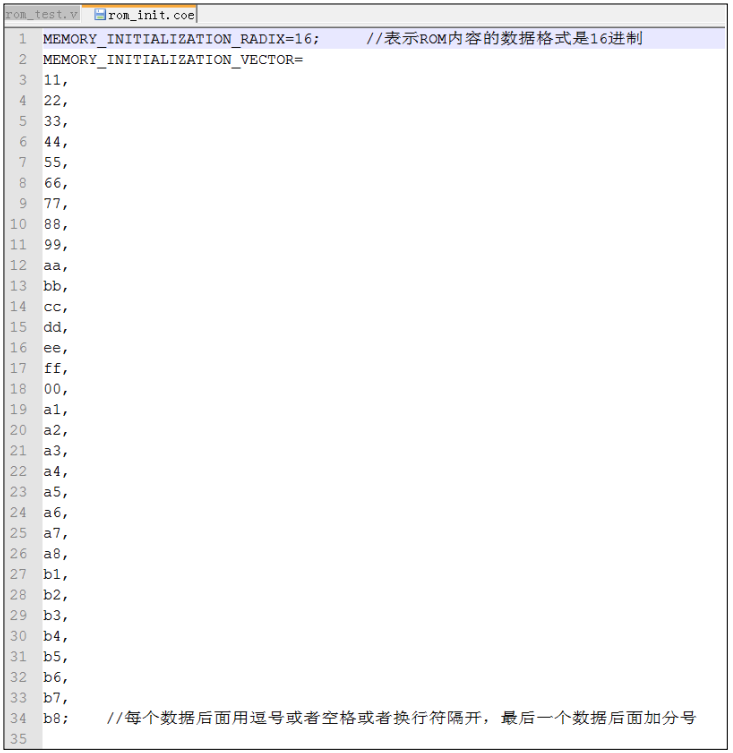 rom_test.v rom_init.coe
1 MEMORY_INITIALIZATION_RADIX=16; //表示ROM内容的数据格式是16进制
2 MEMORY_INITIALIZATION_VECTOR=
3 11,
4 22,
5 33,
6 44,
7 55,
8 66,
9 77,
10 88,
11 99,
12 aa,
13 bb,
14 cc,
15 dd,
16 ee,
17 ff,
18 00,
19 a1,
20 a2,
21 a3,
22 a4,
23 a5,
24 a6,
25 a7,
26 a8,
27 b1,
28 b2,
29 b3,
30 b4,
31 b5,
32 b6,
33 b7,
34 b8; //每个数据后面用逗号或者空格或者换行符隔开，最后一个数据后面加分号
35